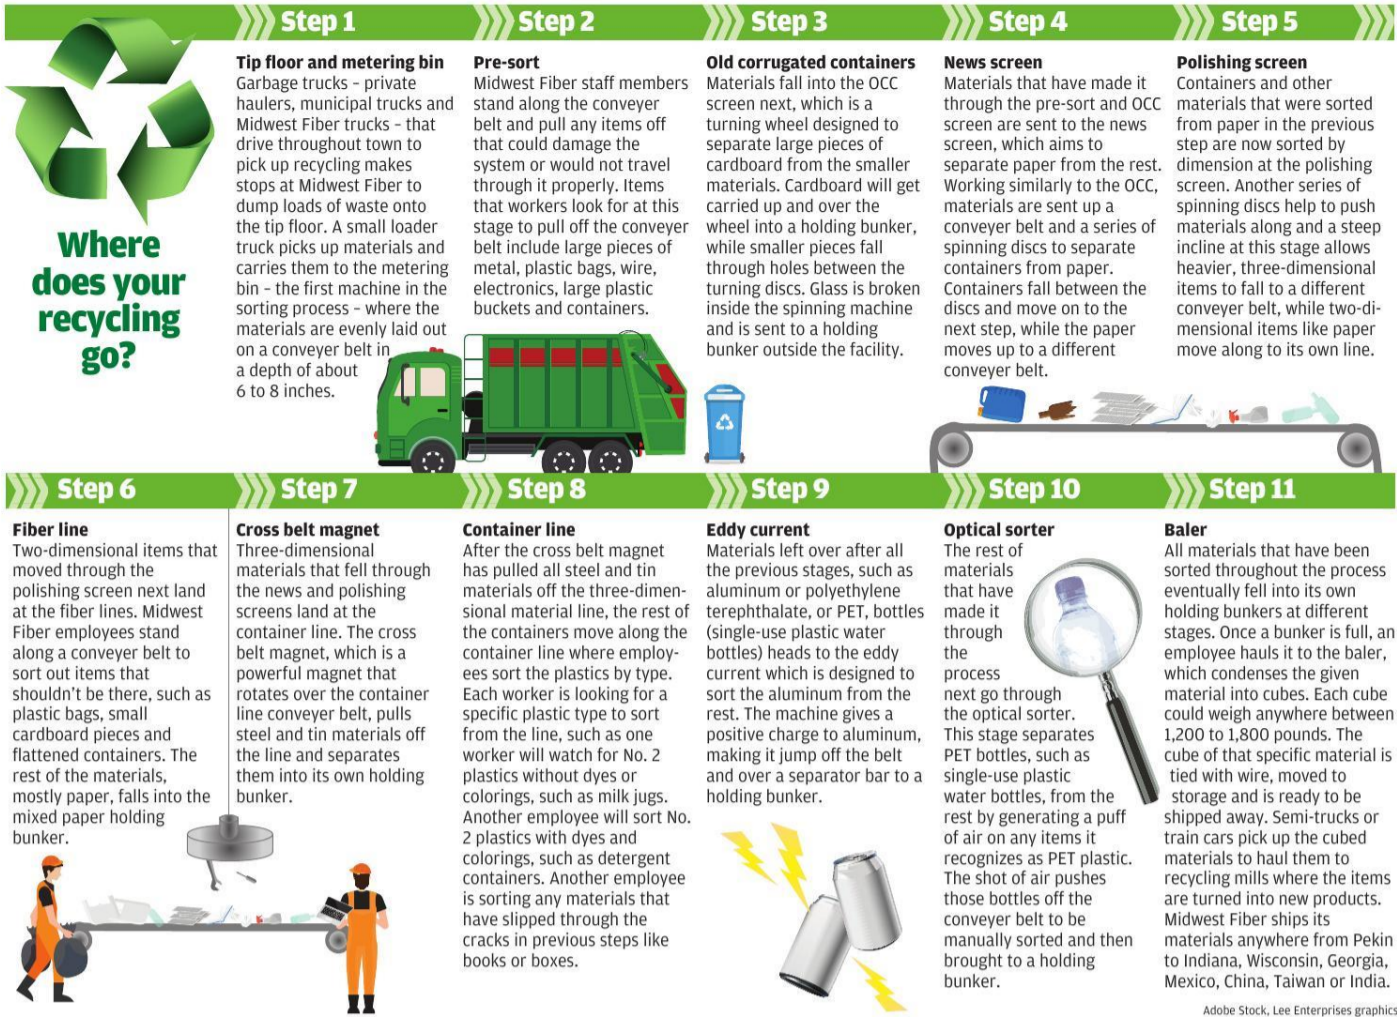 Where
does your
recycling
go?
Step 1
Tip floor and metering bin
Garbage trucks – private
haulers, municipal trucks and
Midwest Fiber trucks – that
drive throughout town to
pick up recycling makes
stops at Midwest Fiber to
dump loads of waste onto
the tip floor. A small loader
truck picks up materials and
carries them to the metering
bin – the first machine in the
sorting process – where the
materials are evenly laid out
on a conveyer belt in
a depth of about
6 to 8 inches.
Step 2
Pre-sort
Midwest Fiber staff members
stand along the conveyer
belt and pull any items off
that could damage the
system or would not travel
through it properly. Items
that workers look for at this
stage to pull off the conveyer
belt include large pieces of
metal, plastic bags, wire,
electronics, large plastic
buckets and containers.
Step 3
Old corrugated containers
Materials fall into the OCC
screen next, which is a
turning wheel designed to
separate large pieces of
cardboard from the smaller
materials. Cardboard will get
carried up and over the
wheel into a holding bunker,
while smaller pieces fall
through holes between the
turning discs. Glass is broken
inside the spinning machine
and is sent to a holding
bunker outside the facility.
Step 4
News screen
Materials that have made it
through the pre-sort and OCC
screen are sent to the news
screen, which aims to
separate paper from the rest.
Working similarly to the OCC,
materials are sent up a
conveyer belt and a series of
spinning discs to separate
containers from paper.
Containers fall between the
discs and move on to the
next step, while the paper
moves up to a different
conveyer belt.
Step 5
Polishing screen
Containers and other
materials that were sorted
from paper in the previous
step are now sorted by
dimension at the polishing
screen. Another series of
spinning discs help to push
materials along and a steep
incline at this stage allows
heavier, three-dimensional
items to fall to a different
conveyer belt, while two-di-
mensional items like paper
move along to its own line.
Step 6
Fiber line
Two-dimensional items that
moved through the
polishing screen next land
at the fiber lines. Midwest
Fiber employees stand
along a conveyer belt to
sort out items that
shouldn't be there, such as
plastic bags, small
cardboard pieces and
flattened containers. The
rest of the materials,
mostly paper, falls into the
mixed paper holding
bunker.
Step 7
Cross belt magnet
Three-dimensional
materials that fell through
the news and polishing
screens land at the
container line. The cross
belt magnet, which is a
powerful magnet that
rotates over the container
line conveyer belt, pulls
steel and tin materials off
the line and separates
them into its own holding
bunker.
Step 8
Container line
After the cross belt magnet
has pulled all steel and tin
materials off the three-dimen-
sional material line, the rest of
the containers move along the
container line where employ-
ees sort the plastics by type.
Each worker is looking for a
specific plastic type to sort
from the line, such as one
worker will watch for No. 2
plastics without dyes or
colorings, such as milk jugs.
Another employee will sort No.
2 plastics with dyes and
colorings, such as detergent
containers. Another employee
is sorting any materials that
have slipped through the
cracks in previous steps like
books or boxes.
Step 9
Eddy current
Materials left over after all
the previous stages, such as
aluminum or polyethylene
terephthalate, or PET, bottles
(single-use plastic water
bottles) heads to the eddy
current which is designed to
sort the aluminum from the
rest. The machine gives a
positive charge to aluminum,
making it jump off the belt
and over a separator bar to a
holding bunker.
Step 10
Optical sorter
The rest of
materials
that have
made it
through
the
process
next go through
the optical sorter.
This stage separates
PET bottles, such as
single-use plastic
water bottles, from the
rest by generating a puff
of air on any items it
recognizes as PET plastic.
The shot of air pushes
those bottles off the
conveyer belt to be
manually sorted and then
brought to a holding
bunker.
Step 11
Baler
All materials that have been
sorted throughout the process
eventually fell into its own
holding bunkers at different
stages. Once a bunker is full, an
employee hauls it to the baler,
which condenses the given
material into cubes. Each cube
could weigh anywhere between
1,200 to 1,800 pounds. The
cube of that specific material is
tied with wire, moved to
storage and is ready to be
shipped away. Semi-trucks or
train cars pick up the cubed
materials to haul them to
recycling mills where the items
are turned into new products.
Midwest Fiber ships its
materials anywhere from Pekin
to Indiana, Wisconsin, Georgia,
Mexico, China, Taiwan or India.
Adobe Stock, Lee Enterprises graphics